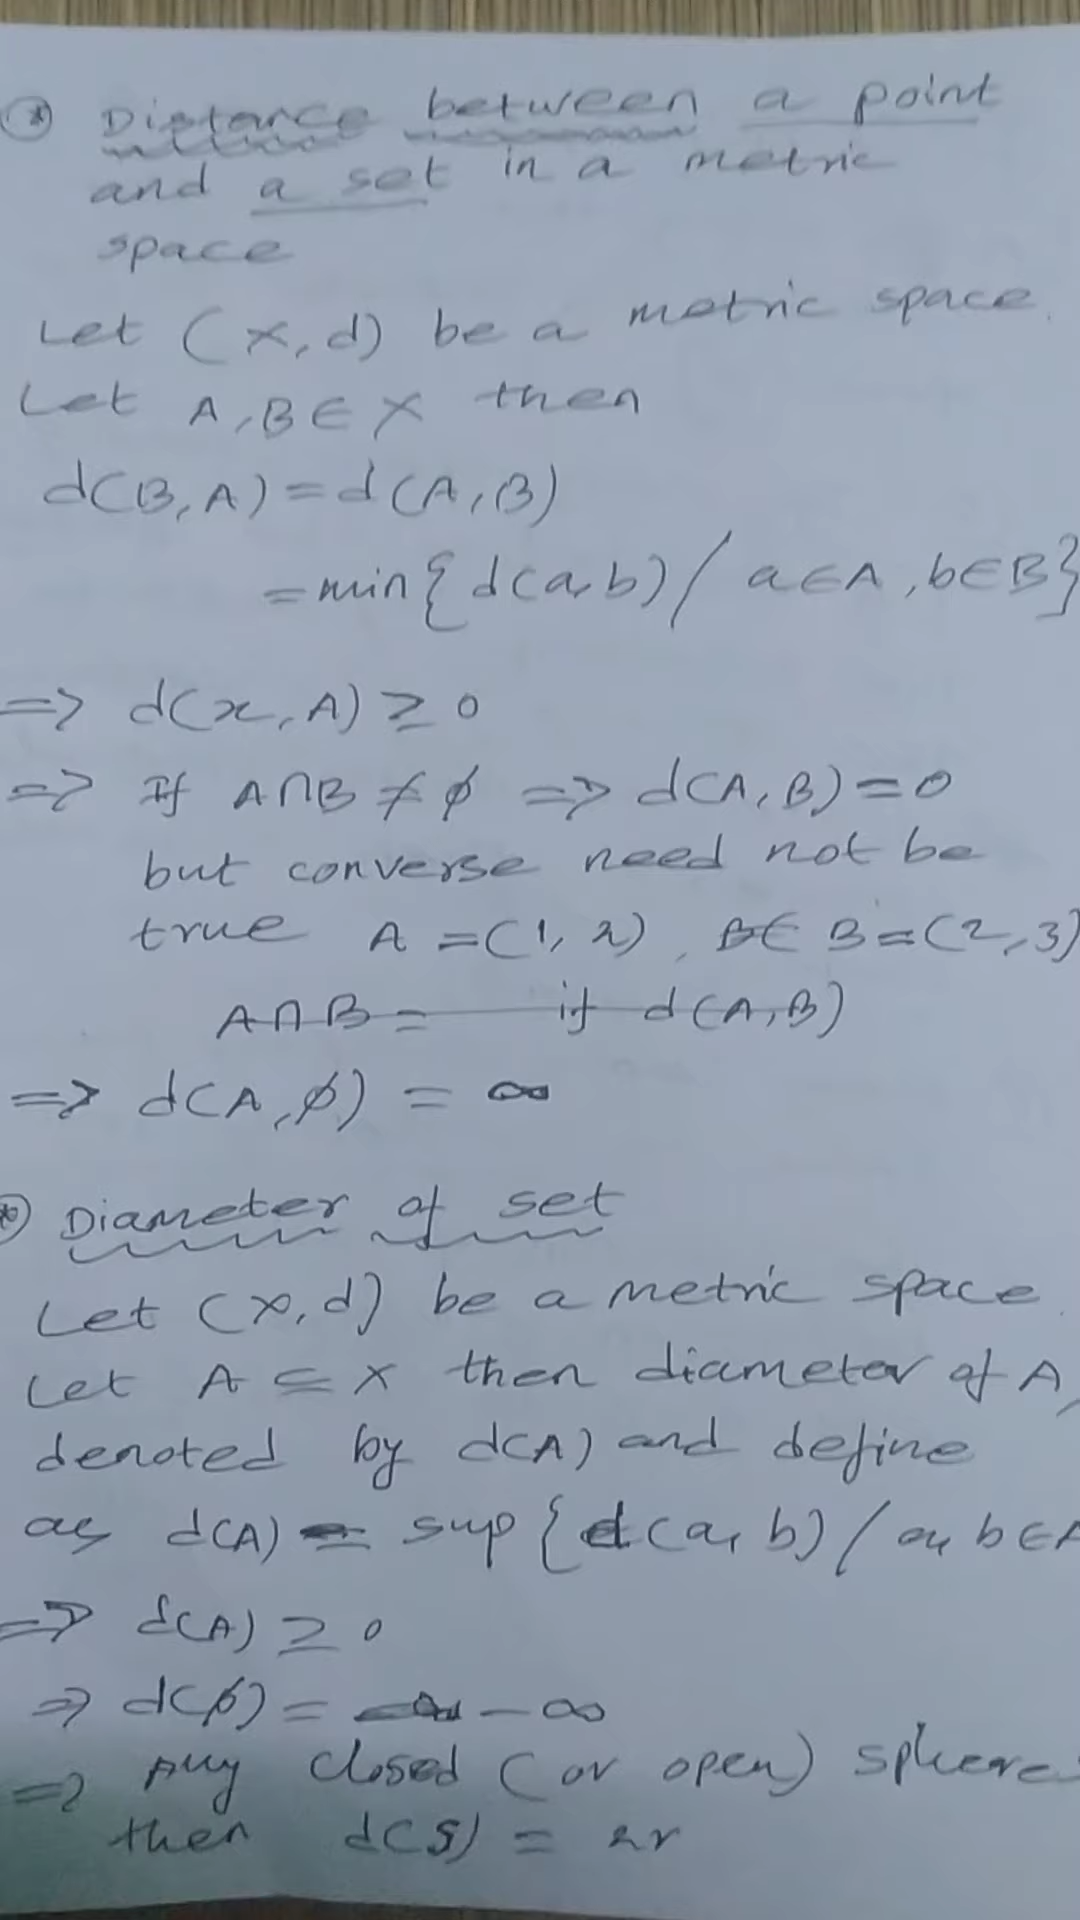 * Distance between a point
and a set in a metric
space
Let (X, d) be a metric space.
Let A, B ∈ X then
d(B, A) = d(A, B)
= min { d(a, b) / a ∈ A, b ∈ B}
=> d(x, A) ≥ 0
=> If A ∩ B ≠ ϕ => d(A, B) = 0
but converse need not be
true A = (1, 2), B∈ B = (2, 3)
A ∩ B = if d(A, B)
=> d(A, ϕ) = ∞
* Diameter of set
Let (X, d) be a metric space.
Let A ⊆ X then diameter of A,
denoted by d(A) and define
as d(A) = sup { d(a, b) / a, b ∈ A
=> d(A) ≥ 0
=> d(ϕ) = - ∞
=> Any closed (or open) sphere
then d(S) = 2r